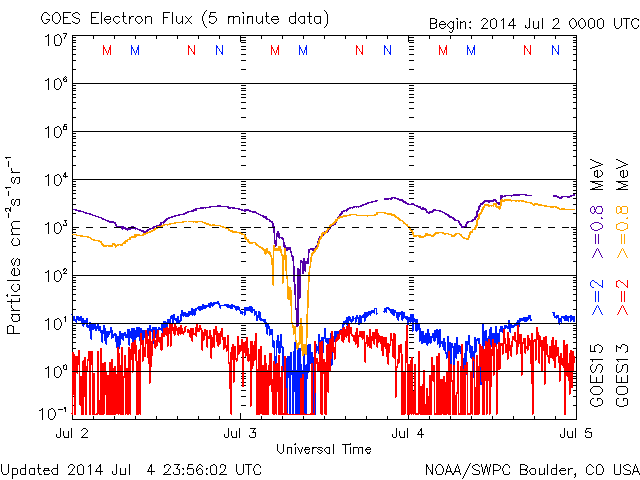 GOES Electron Flux (5 minute data)
Begin: 2014 Jul 2 0000 UTC
Particles cm⁻²s⁻¹sr⁻¹
10⁷
10⁶
10⁵
10⁴
10³
10²
10¹
10⁰
10⁻¹
M M N N M M N N M M N N
Jul 2
Jul 3
Jul 4
Jul 5
Universal Time
GOES15 >=2 >=0.8 MeV
GOES13 >=2 >=0.8 MeV
Updated 2014 Jul 4 23:56:02 UTC
NOAA/SWPC Boulder, CO USA